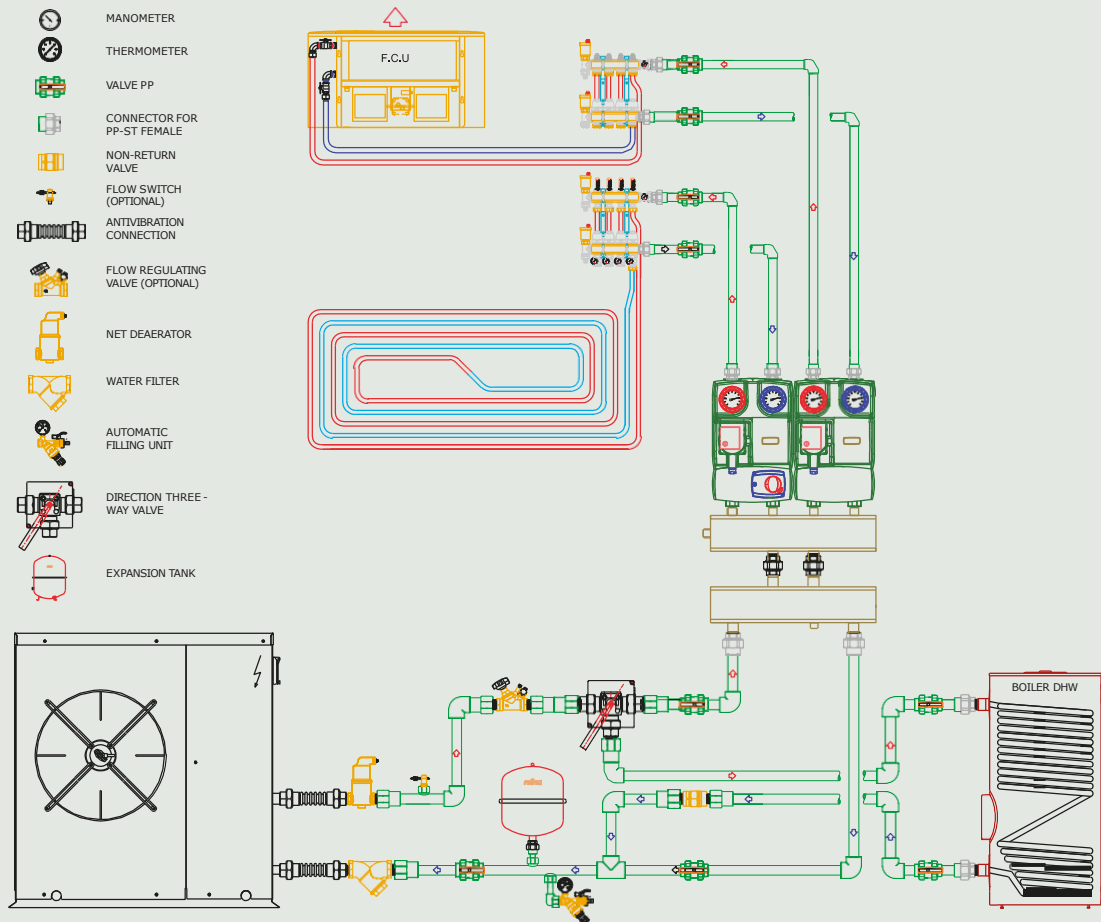 MANOMETER
THERMOMETER
VALVE PP
CONNECTOR FOR
PP-ST FEMALE
NON-RETURN
VALVE
FLOW SWITCH
(OPTIONAL)
ANTIVIBRATION
CONNECTION
FLOW REGULATING
VALVE (OPTIONAL)
NET DEAERATOR
WATER FILTER
AUTOMATIC
FILLING UNIT
DIRECTION THREE -
WAY VALVE
EXPANSION TANK
F.C.U
BOILER DHW